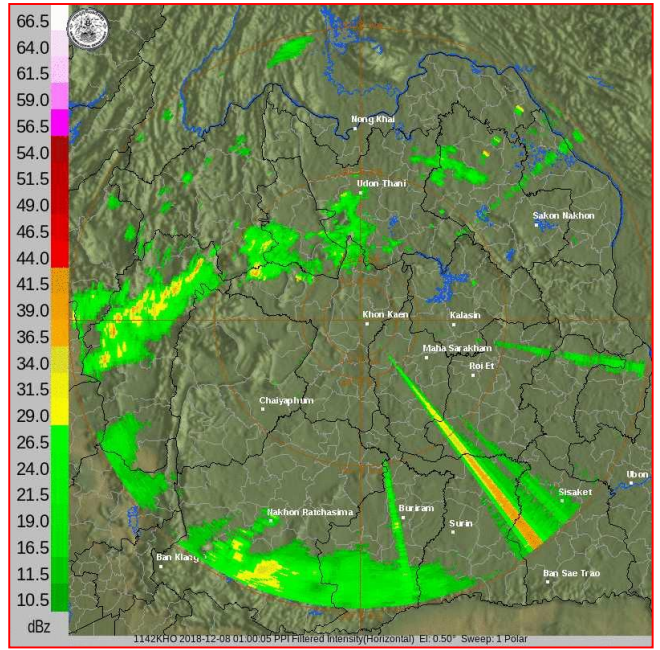 66.5
64.0
61.5
59.0
56.5
54.0
51.5
49.0
46.5
44.0
41.5
39.0
36.5
34.0
31.5
29.0
26.5
24.0
21.5
19.0
16.5
13.5
11.5
10.5
dBz
Nong Khai
Udon Thani
Sakon Nakhon
Khon Kaen
Kalasin
Maha Sarakham
Roi Et
Chaiyaphum
Ubon
Sisaket
Nakhon Ratchasima
Buriram
Surin
Ban Klang
Ban Sae Trao
1142KHO 2018-12-08 01:00:05 PPI Filtered Intensity(Horizontal) El: 0.50° Sweep: 1 Polar